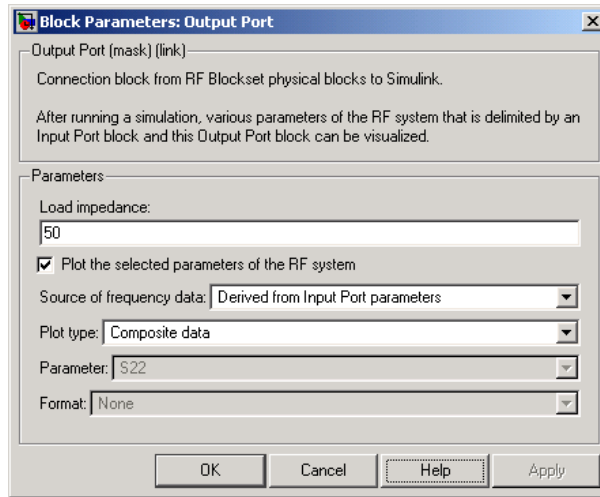 Block Parameters: Output Port
Output Port (mask) (link)
Connection block from RF Blockset physical blocks to Simulink.
After running a simulation, various parameters of the RF system that is delimited by an
Input Port block and this Output Port block can be visualized.
Parameters
Load impedance:
50
Plot the selected parameters of the RF system
Source of frequency data: Derived from Input Port parameters
Plot type: Composite data
Parameter: S22
Format: None
OK Cancel Help Apply